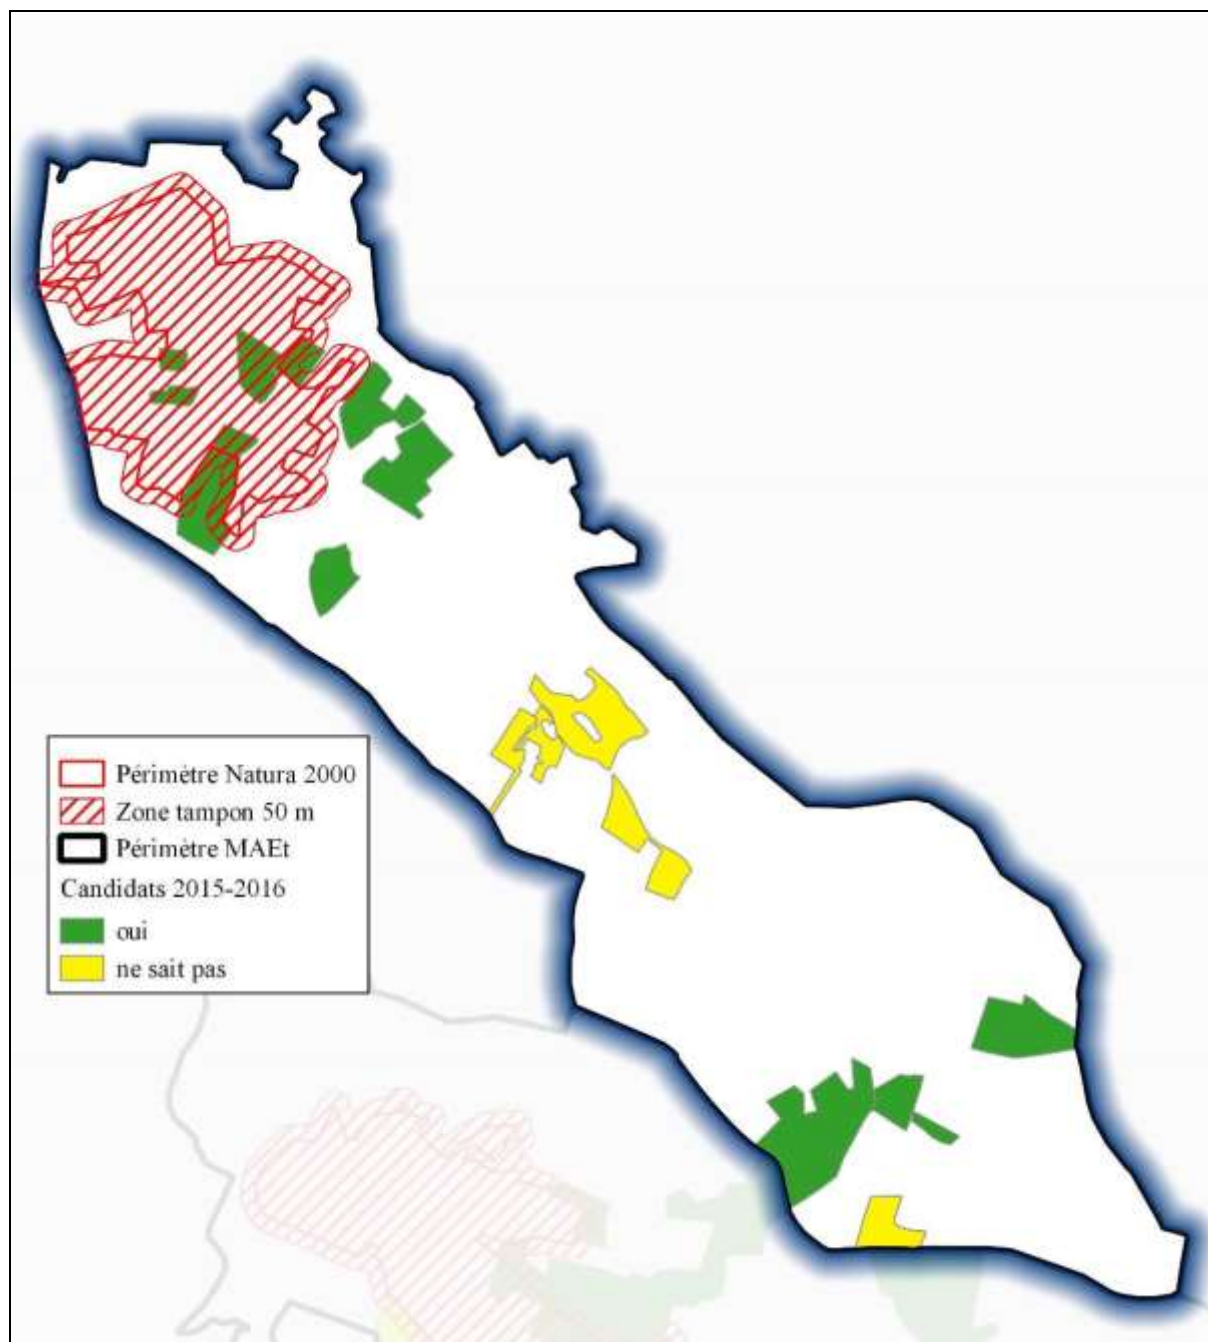 Périmètre Natura 2000
Zone tampon 50 m
Périmètre MAEt
Candidats 2015-2016
oui
ne sait pas